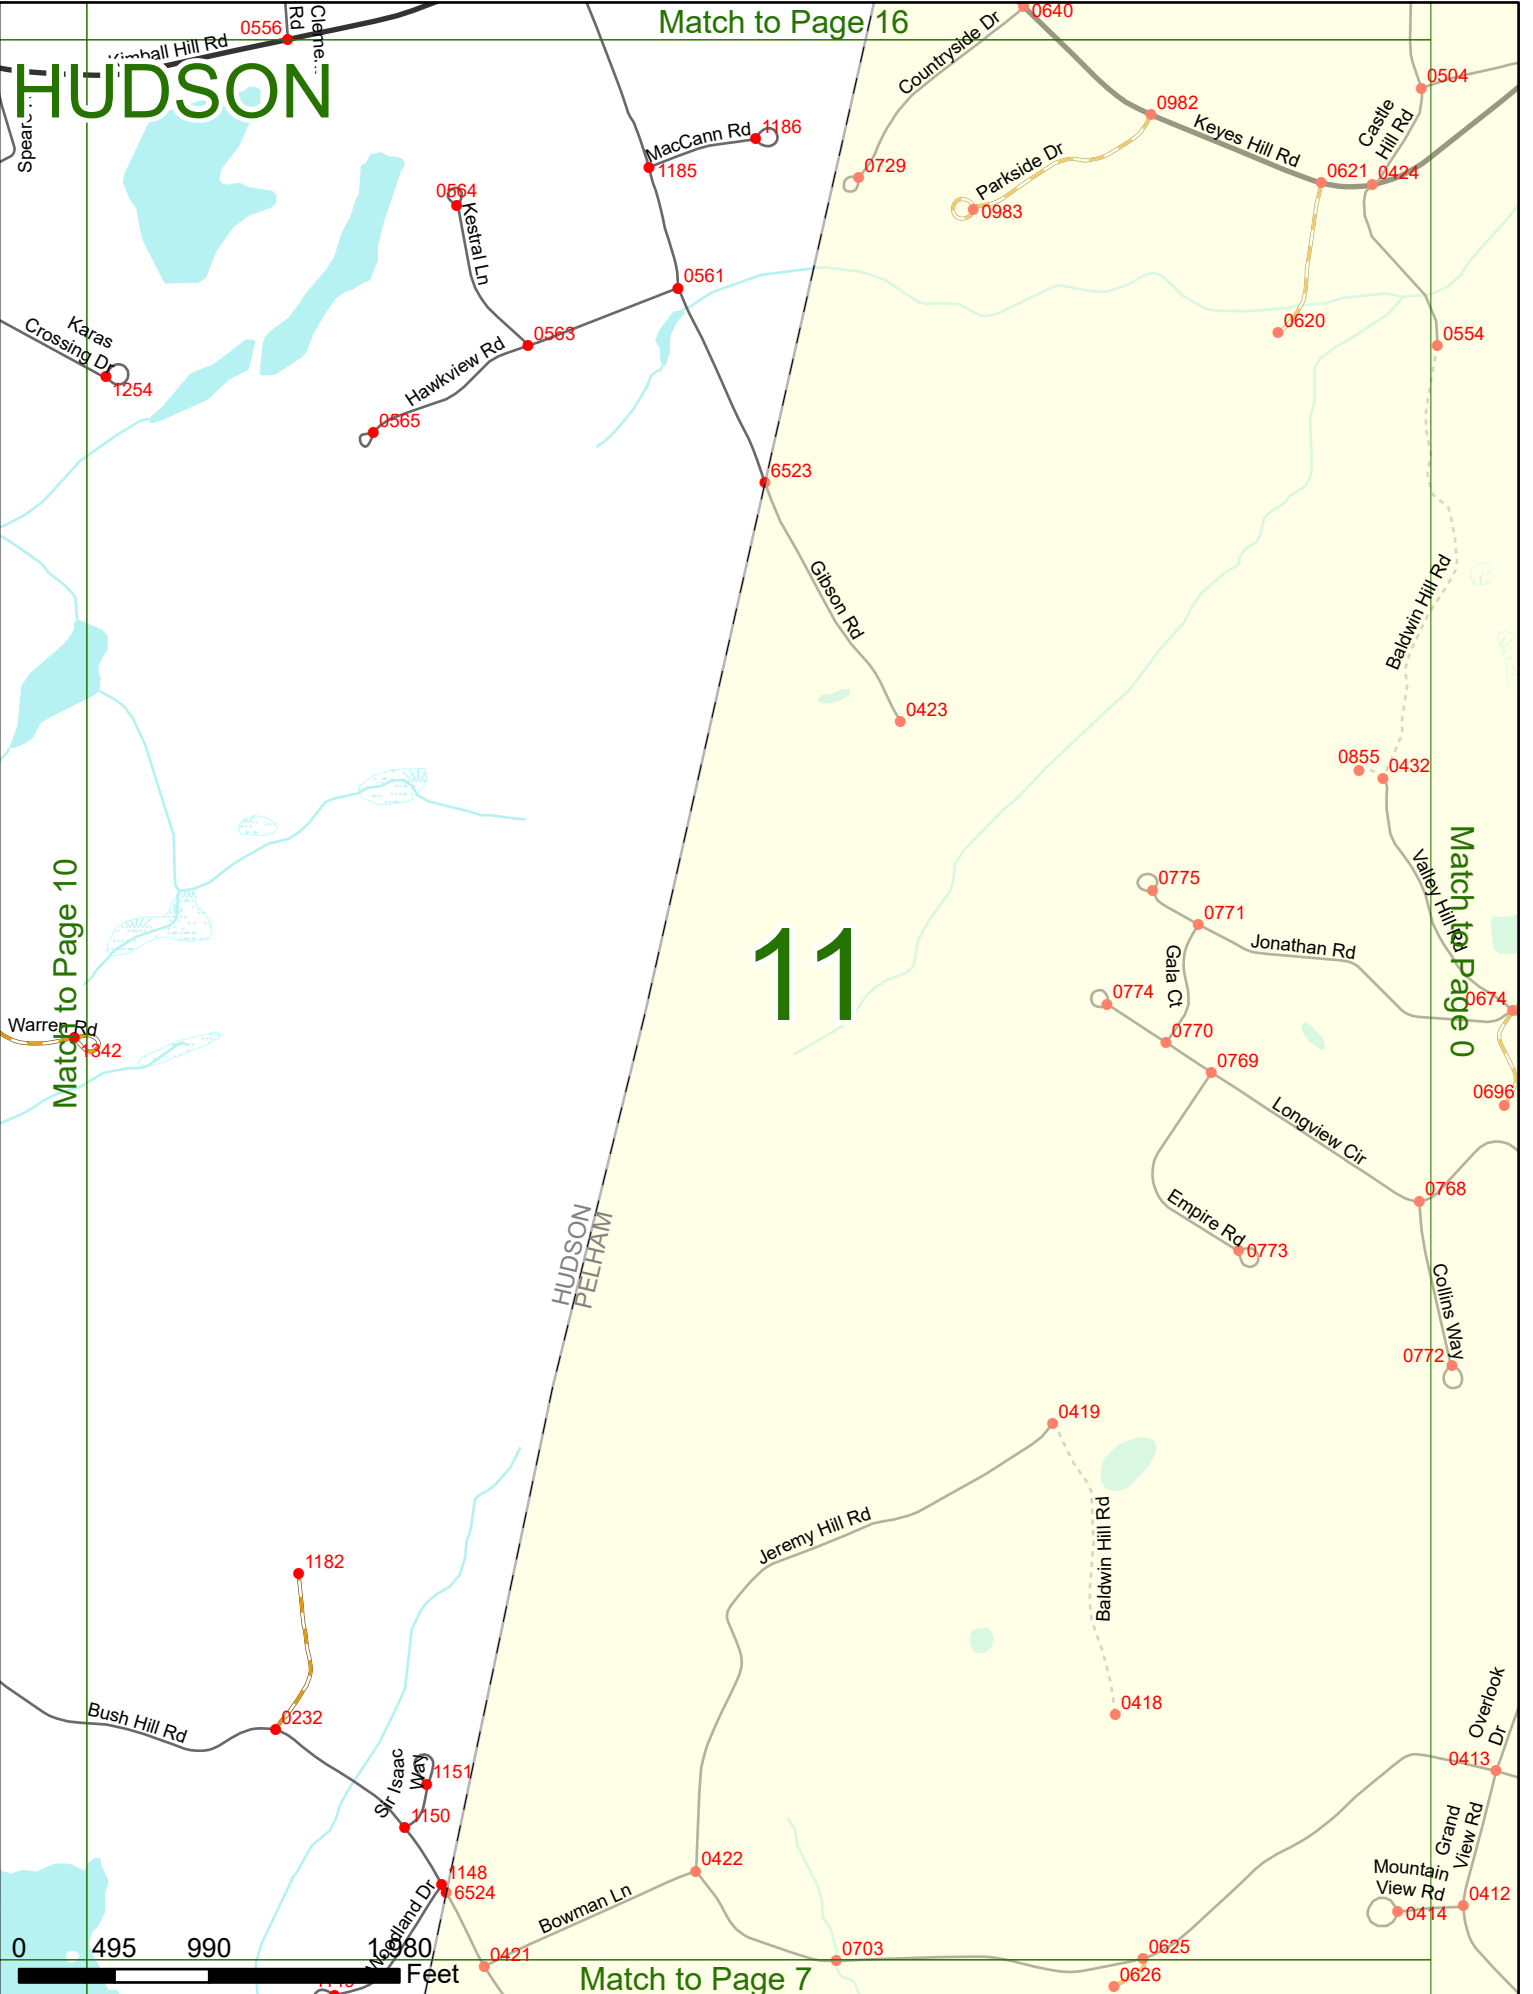 Match to Page 16
0640
0556
Rd
Cleme...
Kimball Hill Rd
HUDSON
Countryside Dr
0504
0982
Castle
Hill Rd
Keyes Hill Rd
MacCann Rd
1186
1185
0729
Parkside Dr
0983
0621
0424
0564
Kestral Ln
0561
0563
0620
0554
Karas
Crossing Dr
1254
Hawkview Rd
0565
6523
Gibson Rd
Baldwin Hill Rd
0423
0855
0432
Match to Page 10
Match to Page 0
Valley Hill Rd
0775
0771
11
Jonathan Rd
Gala Ct
0774
0674
Warren Rd
1342
0770
0769
0696
Longview Cir
0768
Empire Rd
0773
HUDSON
PELHAM
Collins Way
0772
0419
Jeremy Hill Rd
Baldwin Hill Rd
1182
0418
Bush Hill Rd
0232
Overlook
Dr
0413
Sir Isaac
Way
1151
1150
Grand
View Rd
0422
Mountain
View Rd
0412
0414
1148
6524
Woodland Dr
Bowman Ln
0421
0703
0625
0626
0 495 990 1,980
Feet
Match to Page 7